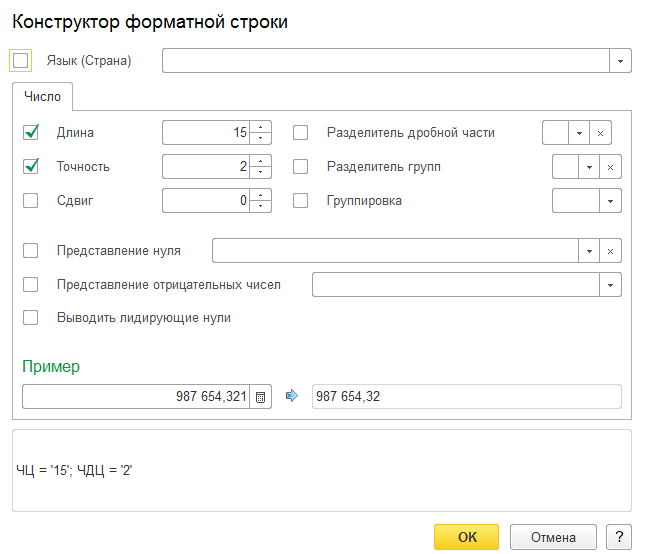 Конструктор форматной строки
Язык (Страна)
Число
Длина 15 Разделитель дробной части
Точность 2 Разделитель групп
Сдвиг 0 Группировка
Представление нуля
Представление отрицательных чисел
Выводить лидирующие нули
Пример
987 654,321 987 654,32
ЧЦ = '15'; ЧДЦ = '2'
ОК Отмена ?